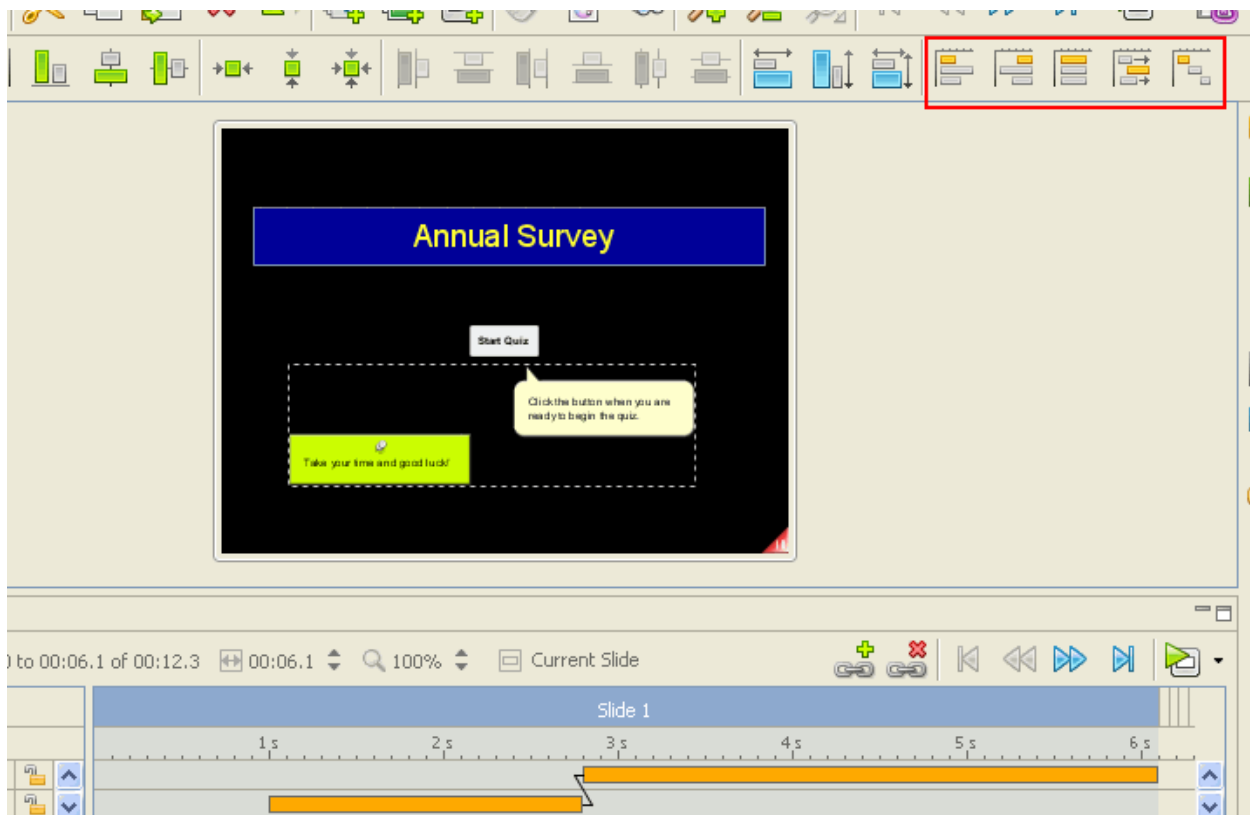 Annual Survey
Start Quiz
Click the button when you are
ready to begin the quiz.
Take your time and good luck!
to 00:06.1 of 00:12.3 00:06.1 100% Current Slide
Slide 1
1 s 2 s 3 s 4 s 5 s 6 s